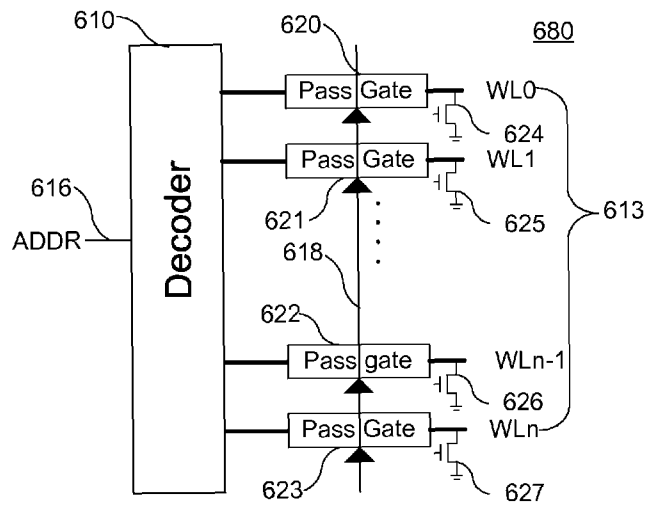 610
620
680
Pass Gate
WL0
624
Pass Gate
WL1
616
621
625
613
ADDR
Decoder
618
622
Pass gate
WLn-1
626
Pass Gate
WLn
623
627